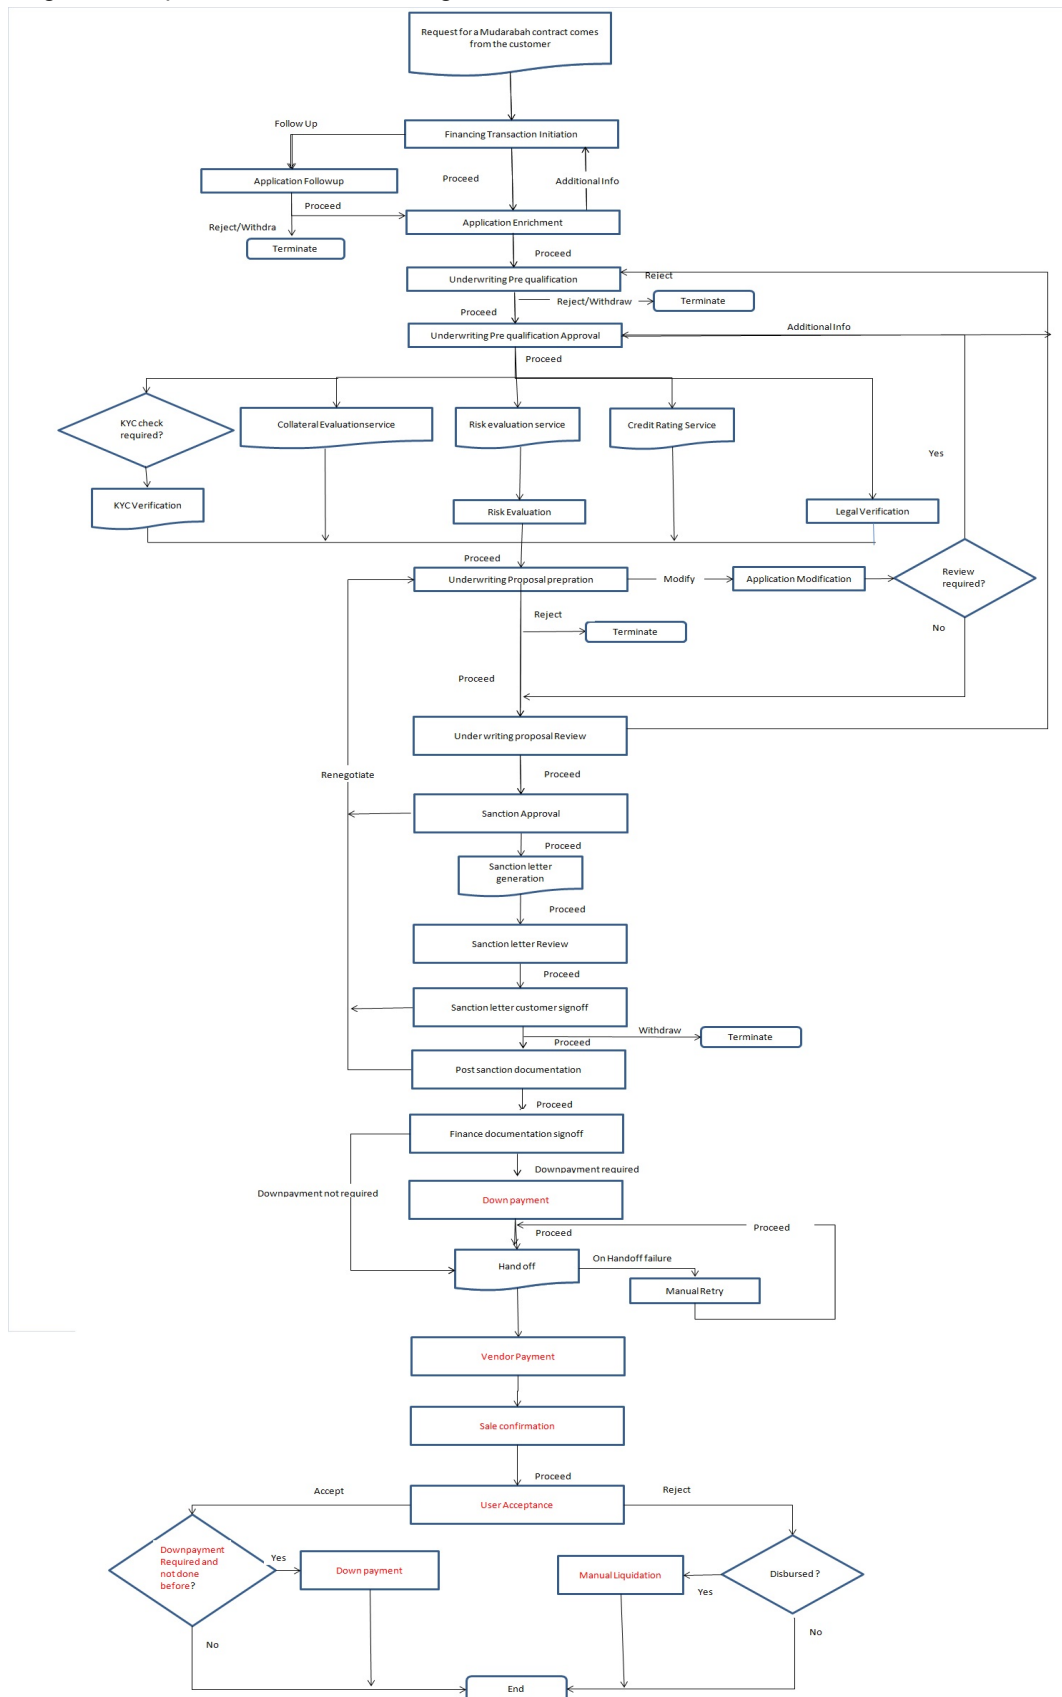 Request for a Mudarabah contract comes
from the customer
Follow Up
Financing Transaction Initiation
Application Followup
Proceed
Additional Info
Proceed
Reject/Withdra
Application Enrichment
Terminate
Proceed
Underwriting Pre qualification
Reject
Reject/Withdraw
Terminate
Proceed
Underwriting Pre qualification Approval
Additional Info
Proceed
KYC check
required?
Collateral Evaluationservice
Risk evaluation service
Credit Rating Service
Yes
KYC Verification
Risk Evaluation
Legal Verification
Proceed
Underwriting Proposal prepration
Modify
Application Modification
Review
required?
Reject
Terminate
No
Proceed
Under writing proposal Review
Renegotiate
Proceed
Sanction Approval
Proceed
Sanction letter
generation
Proceed
Sanction letter Review
Proceed
Sanction letter customer signoff
Withdraw
Terminate
Proceed
Post sanction documentation
Proceed
Finance documentation signoff
Downpayment required
Downpayment not required
Down payment
Proceed
Proceed
Hand off
On Handoff failure
Manual Retry
Vendor Payment
Sale confirmation
Proceed
Accept
User Acceptance
Reject
Downpayment
Required and
not done
before?
Yes
Down payment
Manual Liquidation
Yes
Disbursed ?
No
No
End